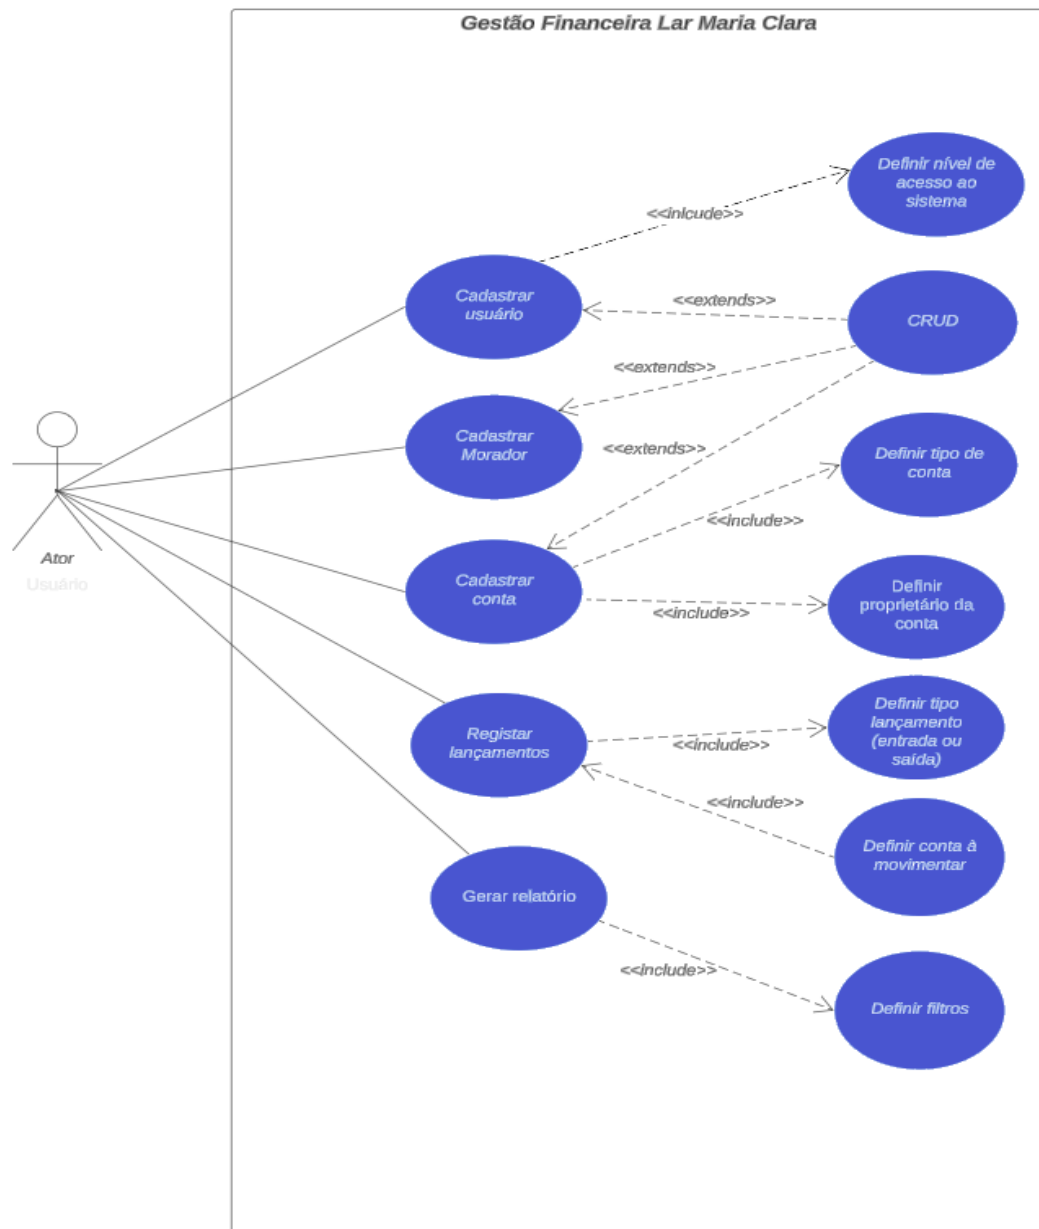 Gestão Financeira Lar Maria Clara
Definir nível de
acesso ao
sistema
<<inlcude>>
Cadastrar
usuário
<<extends>>
CRUD
<<extends>>
Cadastrar
Morador
<<extends>>
Definir tipo de
conta
<<include>>
Ator
Usuário
Cadastrar
conta
<<include>>
Definir
proprietário da
conta
Registar
lançamentos
<<include>>
Definir tipo
lançamento
(entrada ou
saída)
<<include>>
Definir conta à
movimentar
Gerar relatório
<<include>>
Definir filtros